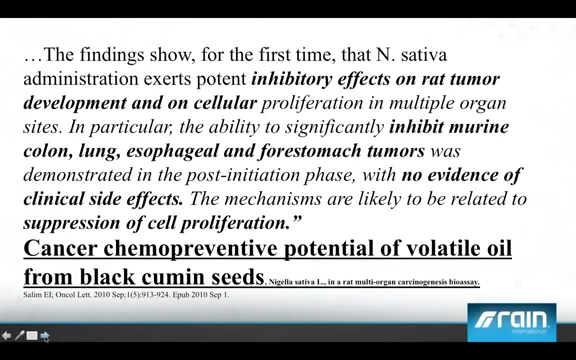 …The findings show, for the first time, that N. sativa
administration exerts potent inhibitory effects on rat tumor
development and on cellular proliferation in multiple organ
sites. In particular, the ability to significantly inhibit murine
colon, lung, esophageal and forestomach tumors was
demonstrated in the post-initiation phase, with no evidence of
clinical side effects. The mechanisms are likely to be related to
suppression of cell proliferation.”
Cancer chemopreventive potential of volatile oil
from black cumin seeds, Nigella sativa L., in a rat multi-organ carcinogenesis bioassay.
Salim EI; Oncol Lett. 2010 Sep;1(5):913-924. Epub 2010 Sep 1.
rain
international